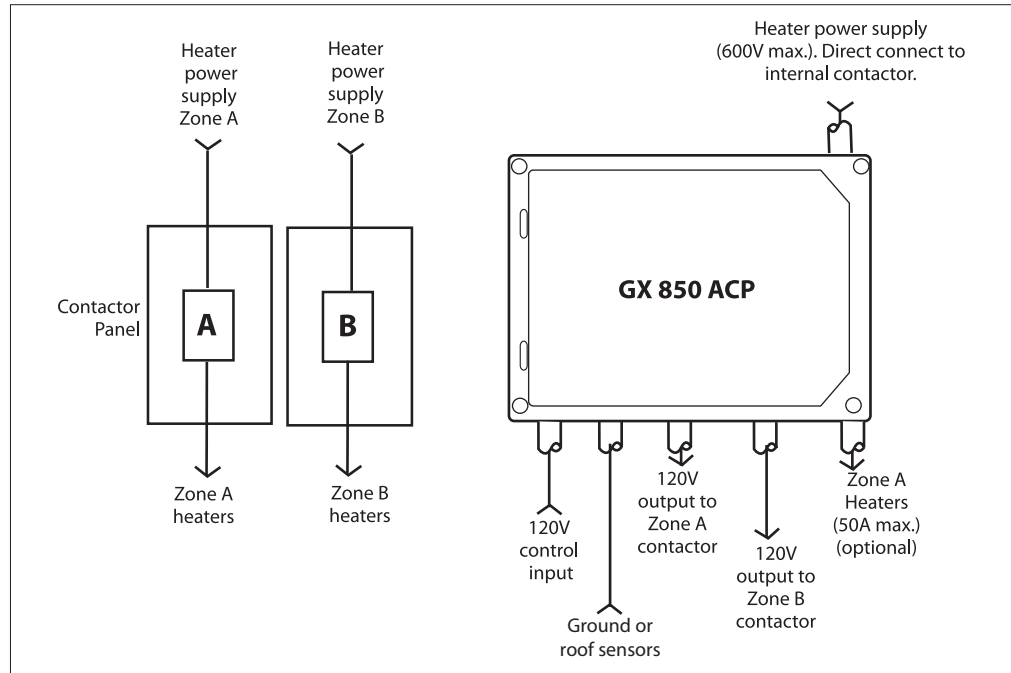 Heater
power
supply
Zone A
Heater
power
supply
Zone B
Contactor
Panel
A
B
Zone A
heaters
Zone B
heaters
Heater power supply
(600V max.). Direct connect to
internal contactor.
GX 850 ACP
120V
control
input
Ground or
roof sensors
120V
output to
Zone A
contactor
120V
output to
Zone B
contactor
Zone A
Heaters
(50A max.)
(optional)